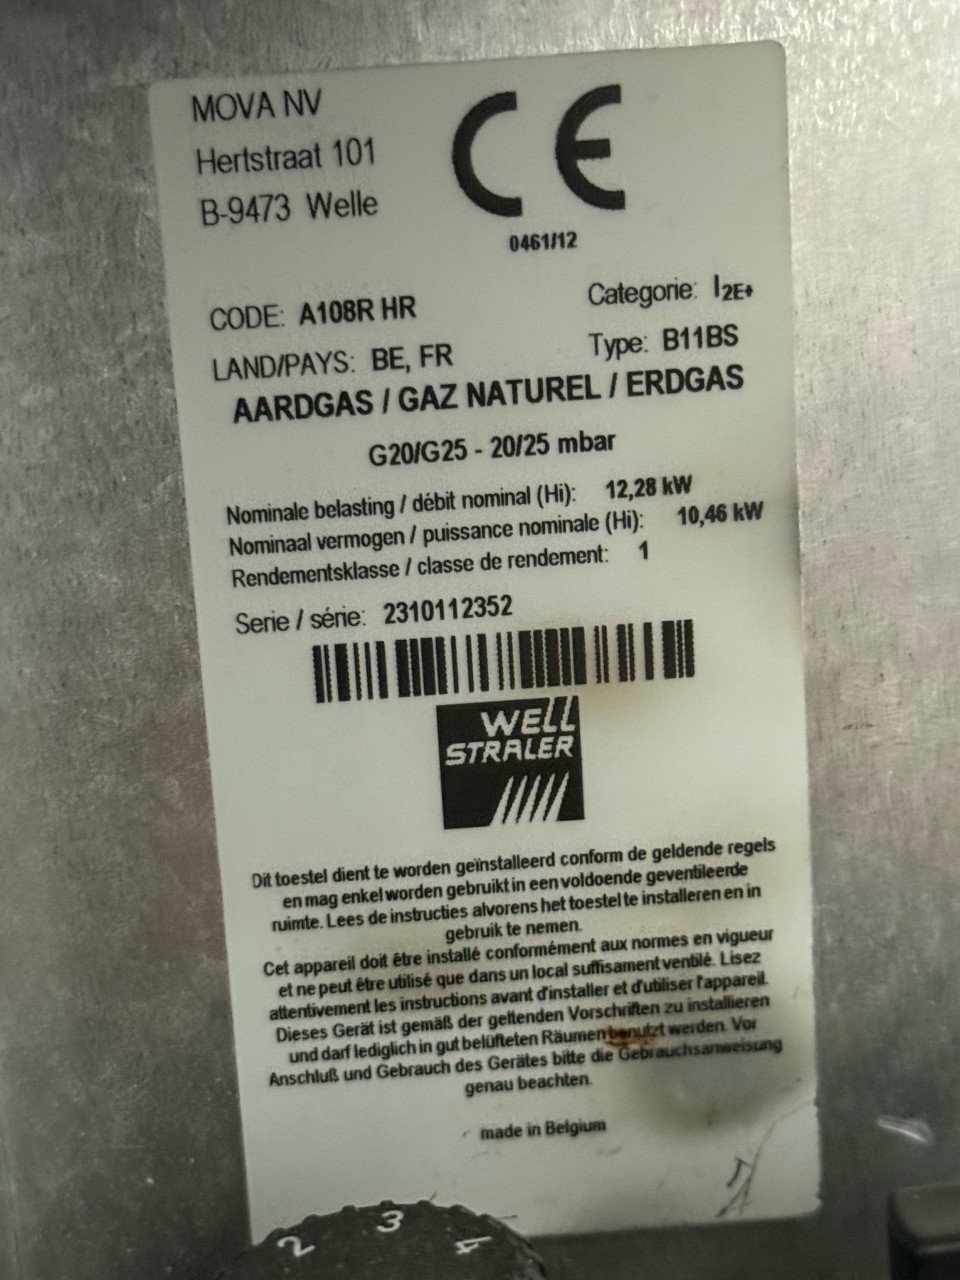 MOVA NV
Hertstraat 101
B-9473 Welle
CE
0461/12
CODE: A108R HR
Categorie: I2E+
LAND/PAYS: BE, FR
Type: B11BS
AARDGAS / GAZ NATUREL / ERDGAS
G20/G25 - 20/25 mbar
Nominale belasting / débit nominal (Hi): 12,28 kW
Nominaal vermogen / puissance nominale (Hi): 10,46 kW
Rendementsklasse / classe de rendement: 1
Serie / série: 2310112352
WELL
STRALER
Dit toestel dient te worden geïnstalleerd conform de geldende regels
en mag enkel worden gebruikt in een voldoende geventileerde
ruimte. Lees de instructies alvorens het toestel te installeren en in
gebruik te nemen.
Cet appareil doit être installé conformément aux normes en vigueur
et ne peut être utilisé que dans un local suffisament ventilé. Lisez
attentivement les instructions avant d'installer et d'utiliser l'appareil.
Dieses Gerät ist gemäß der geltenden Vorschriften zu installieren
und darf lediglich in gut belüfteten Räumen benutzt werden. Vor
Anschluß und Gebrauch des Gerätes bitte die Gebrauchsanweisung
genau beachten.
made in Belgium
2 3 4